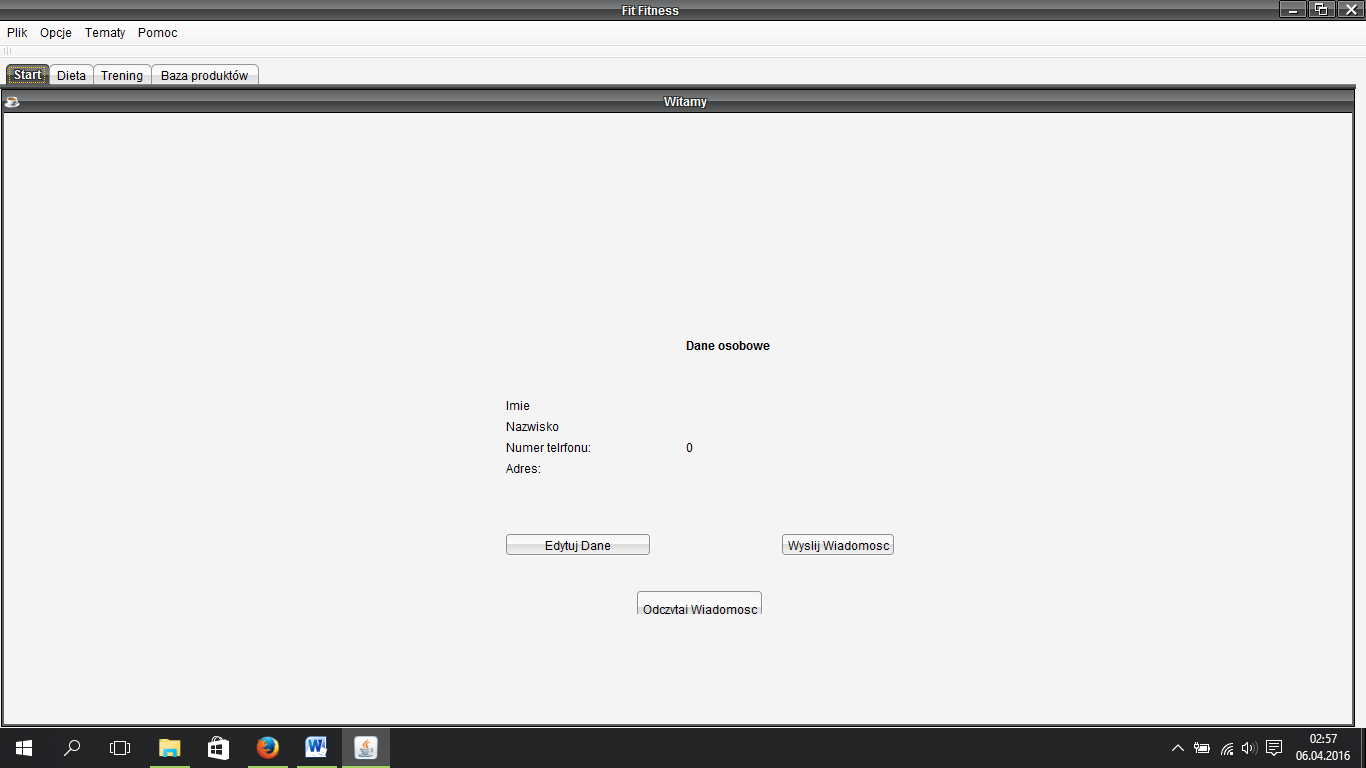 Fit Fitness
Plik Opcje Tematy Pomoc
Start Dieta Trening Baza produktów
Witamy
Dane osobowe
Imie
Nazwisko
Numer telrfonu: 0
Adres:
Edytuj Dane Wyslij Wiadomosc
Odczytaj Wiadomosc
02:57
06.04.2016